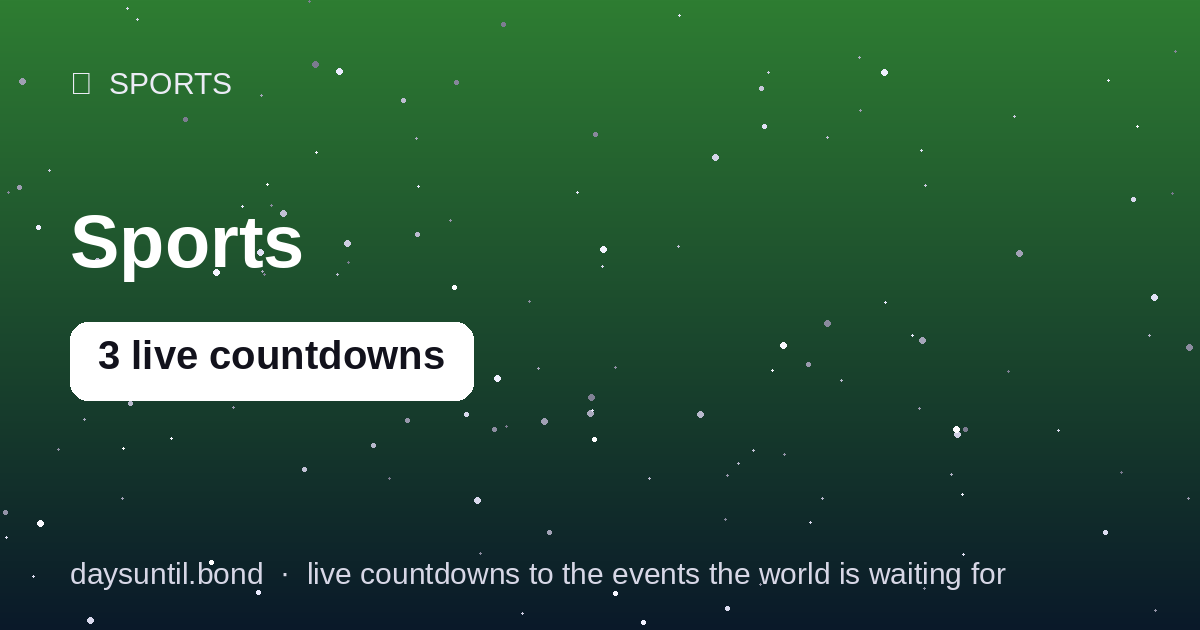 SPORTS
Sports
3 live countdowns
daysuntil.bond · live countdowns to the events the world is waiting for